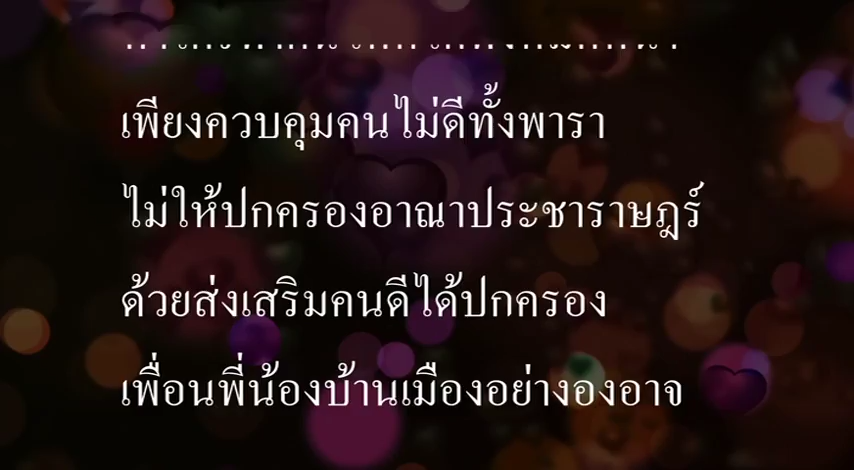 เพียงควบคุมคนไม่ดีทั้งพารา
ไม่ให้ปกครองอาณาประชาราษฎร์
ด้วยส่งเสริมคนดีได้ปกครอง
เพื่อนพี่น้องบ้านเมืองอย่างองอาจ